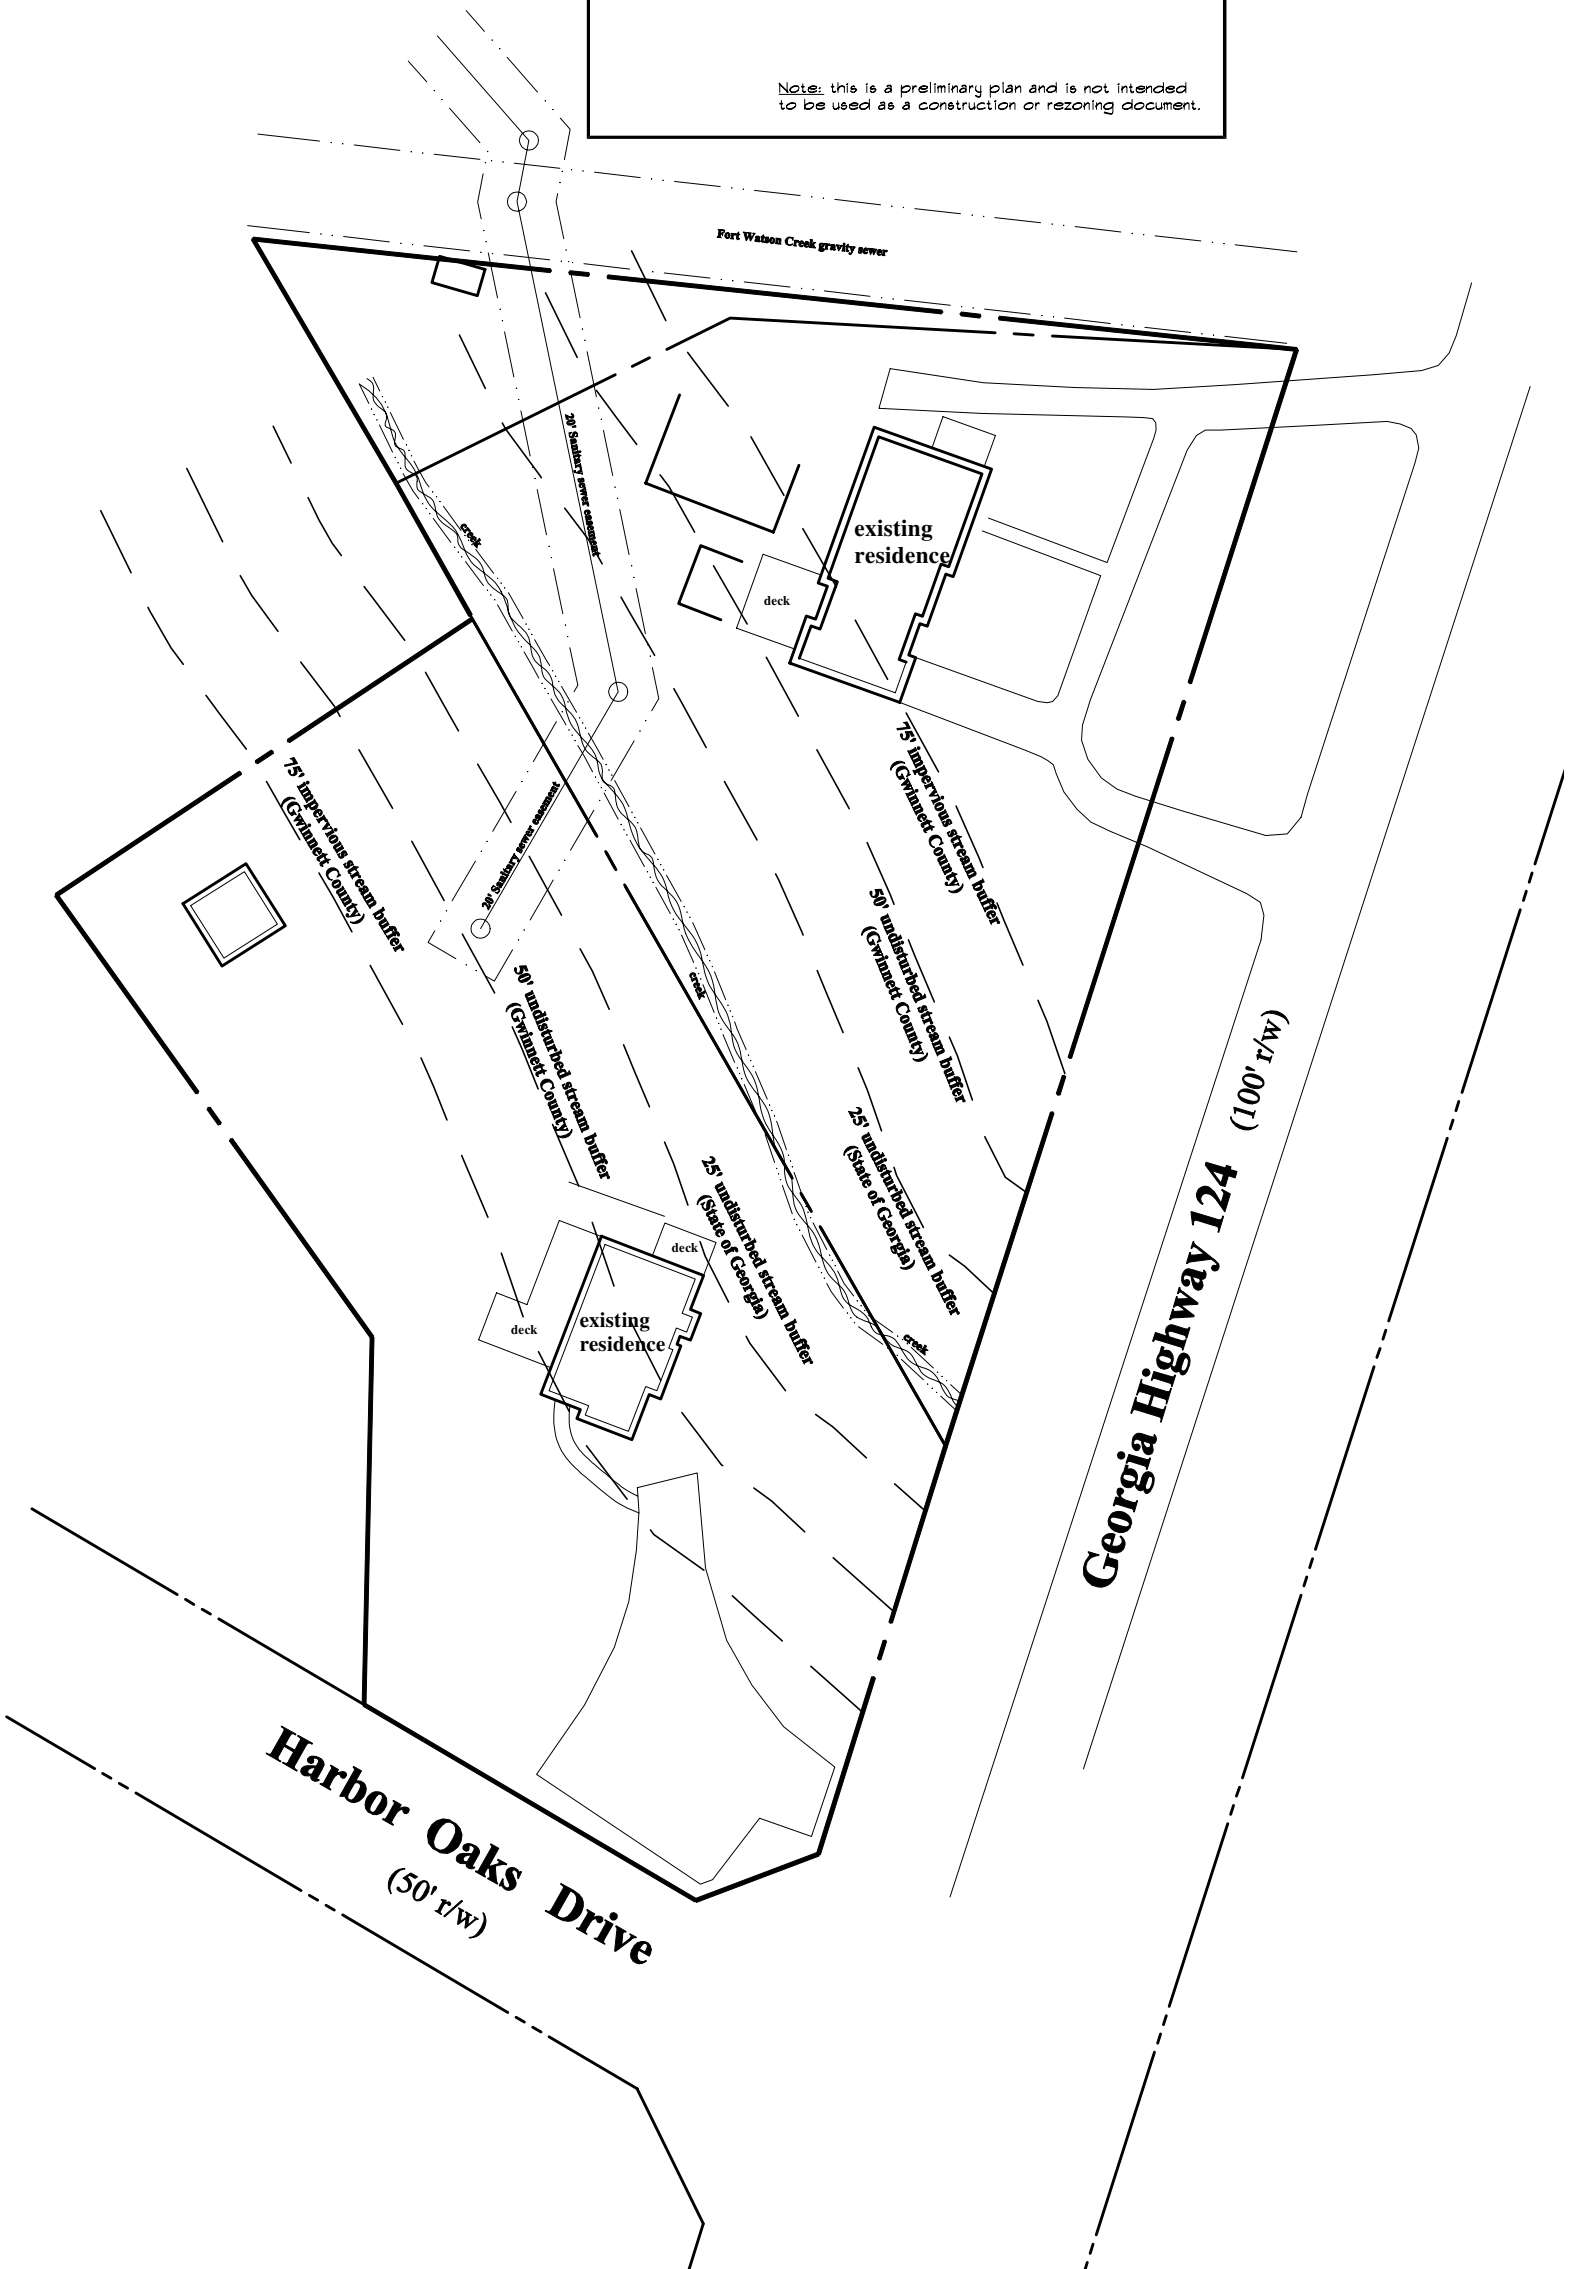 Note: this is a preliminary plan and is not intended
to be used as a construction or rezoning document.
Fort Watson Creek gravity sewer
20' Sanitary sewer easement
creek
existing
residence
deck
75' impervious stream buffer
(Gwinnett County)
75' impervious stream buffer
(Gwinnett County)
20' Sanitary sewer easement
50' undisturbed stream buffer
(Gwinnett County)
50' undisturbed stream buffer
(Gwinnett County)
creek
25' undisturbed stream buffer
(State of Georgia)
25' undisturbed stream buffer
(State of Georgia)
deck
existing
residence
deck
creek
Georgia Highway 124 (100' r/w)
Harbor Oaks Drive
(50' r/w)